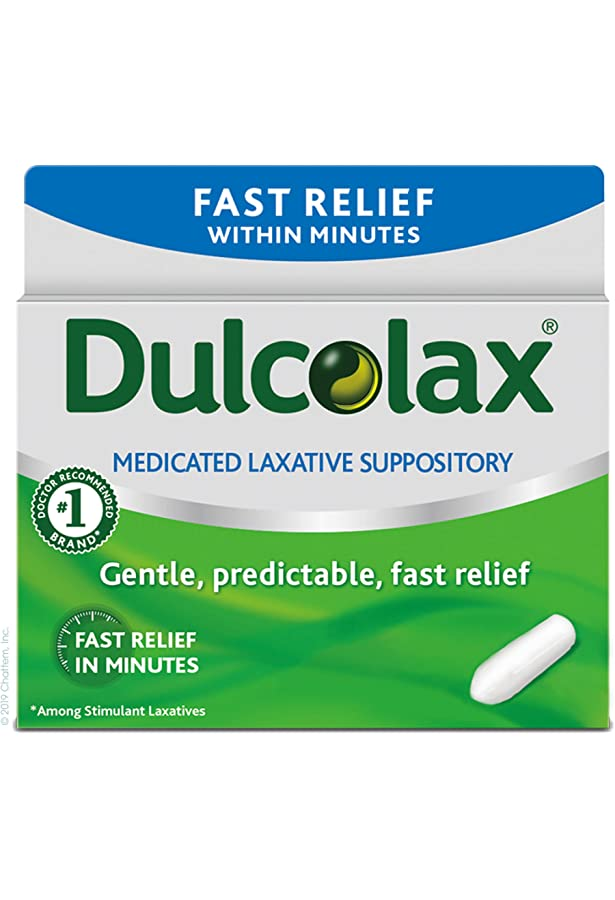 FAST RELIEF
WITHIN MINUTES
Dulcolax®
MEDICATED LAXATIVE SUPPOSITORY
DOCTOR RECOMMENDED
#1
BRAND*
Gentle, predictable, fast relief
FAST RELIEF
IN MINUTES
*Among Stimulant Laxatives
© 2019 Chattem, Inc.